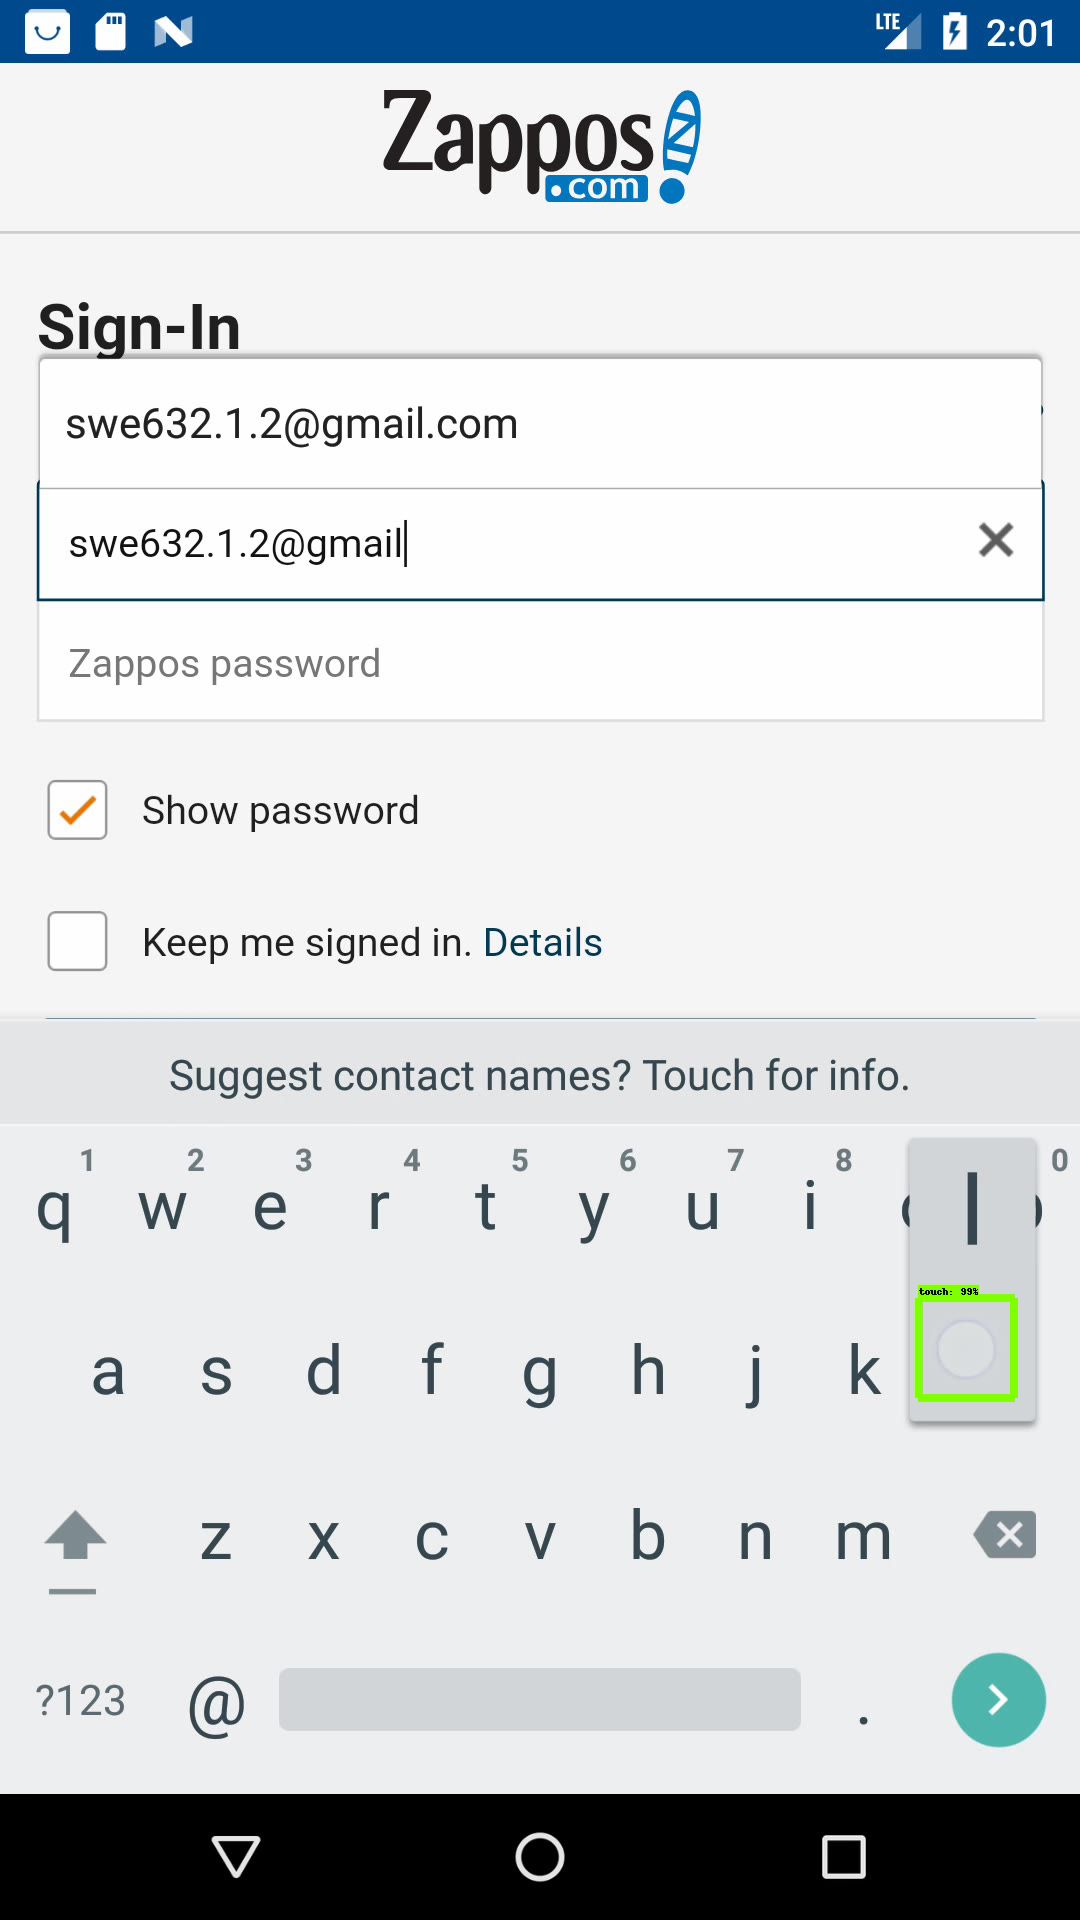 LTE 2:01
Zappos
.com
Sign-In
swe632.1.2@gmail.com
swe632.1.2@gmail
Zappos password
Show password
Keep me signed in. Details
Suggest contact names? Touch for info.
1 2 3 4 5 6 7 8 0
q w e r t y u i l
touch: 99%
a s d f g h j k
z x c v b n m
?123 @ .